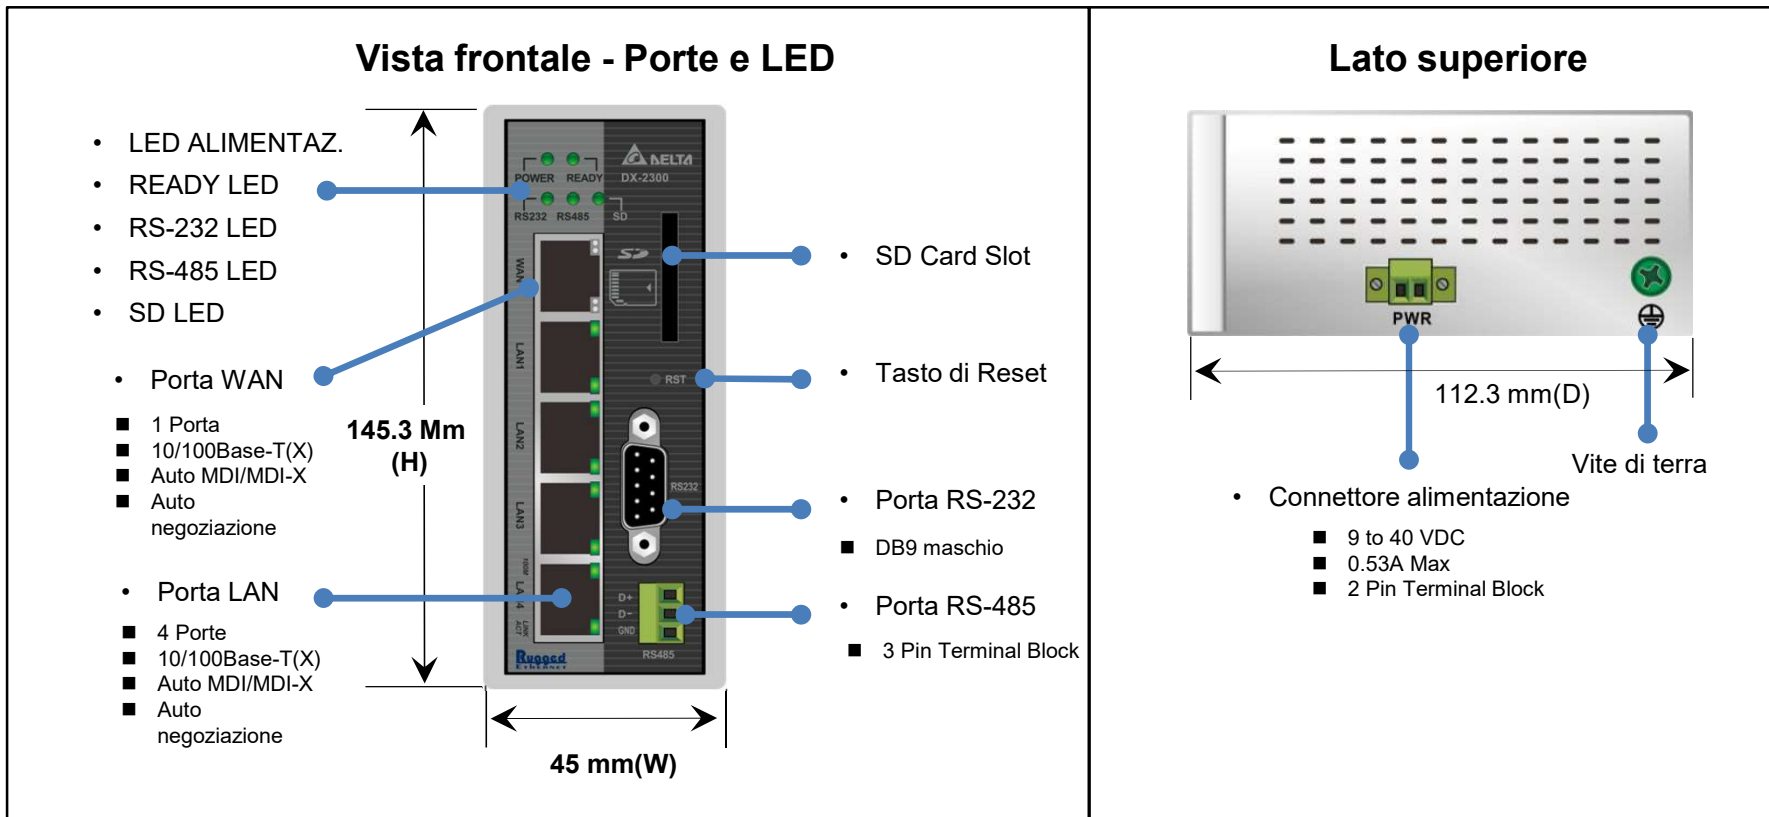 Vista frontale - Porte e LED
• LED ALIMENTAZ.
• READY LED
• RS-232 LED
• RS-485 LED
• SD LED
• Porta WAN
■ 1 Porta
■ 10/100Base-T(X)
■ Auto MDI/MDI-X
■ Auto
negoziazione
• Porta LAN
■ 4 Porte
■ 10/100Base-T(X)
■ Auto MDI/MDI-X
■ Auto
negoziazione
145.3 Mm
(H)
POWER READY
RS232 RS485 SD
DELTA
DX-2300
WAN
LAN1
LAN2
LAN3
100M
LINK
ACT
SD
RST
RS232
D+
D-
GND
RS485
Rugged
Ethernet
45 mm(W)
• SD Card Slot
• Tasto di Reset
• Porta RS-232
■ DB9 maschio
• Porta RS-485
■ 3 Pin Terminal Block
Lato superiore
PWR
112.3 mm(D)
Vite di terra
• Connettore alimentazione
■ 9 to 40 VDC
■ 0.53A Max
■ 2 Pin Terminal Block